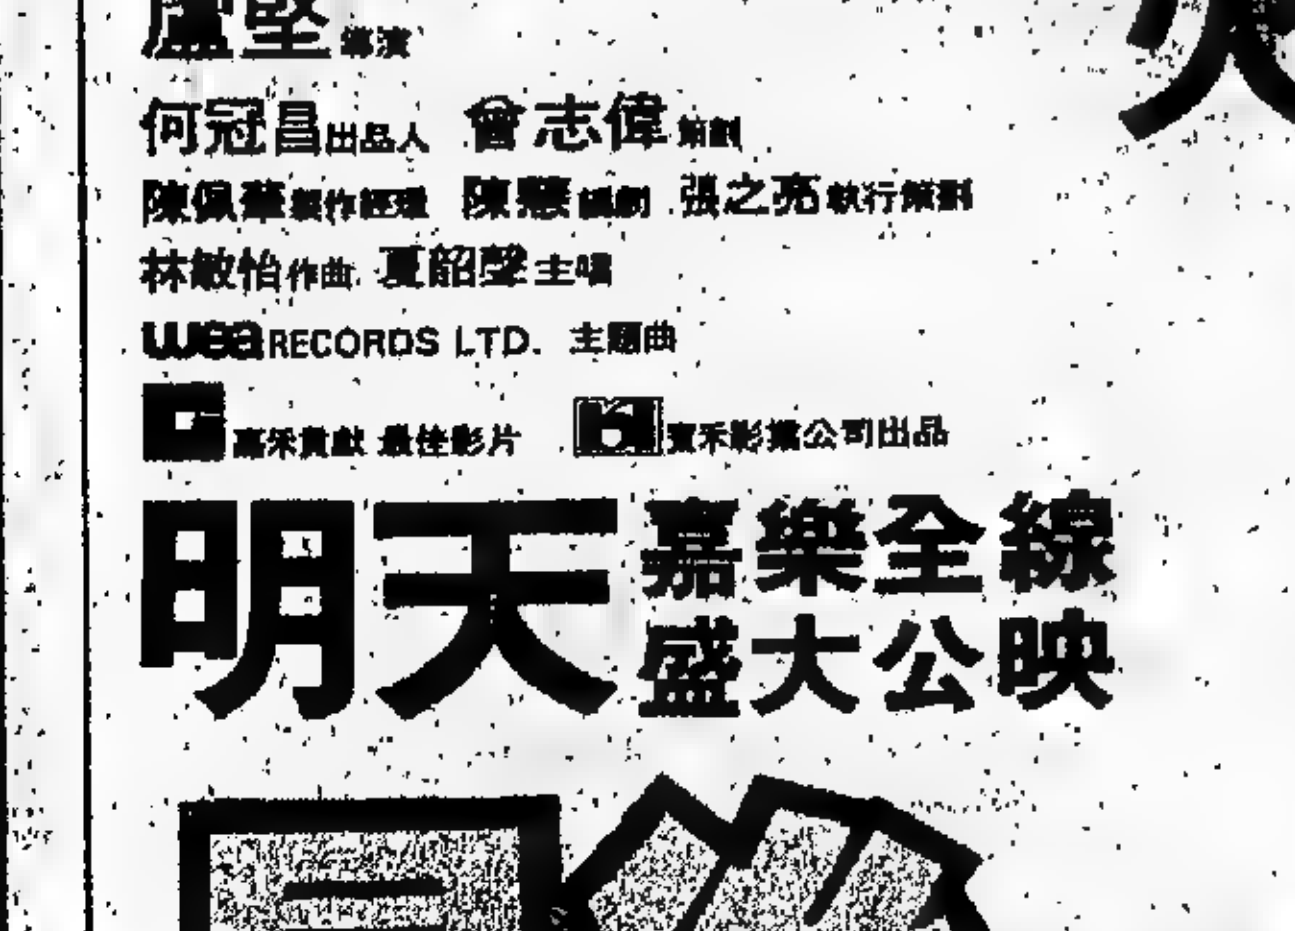 盧堅導演
何冠昌出品人 曾志偉策劃
陳佩華製作經理 陳慧編劇 張之亮執行策劃
林敏怡作曲 夏韶聲主唱
wea RECORDS LTD. 主題曲
嘉禾貢獻 最佳影片 寶禾影業公司出品
明天 嘉樂全線
盛大公映